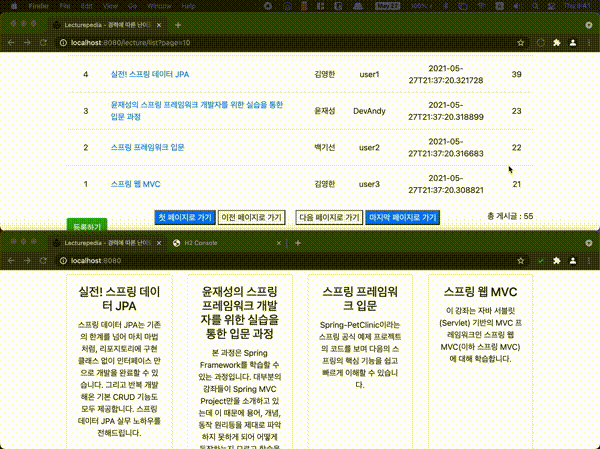 Firefox File Edit View History Bookmarks Tools Window Help
May 27
100%
Thu 9:41
Lecturepedia - 경력에 따른 난이
localhost:8080/lecture/list?page=10
4 실전! 스프링 데이터 JPA 김영한 user1 2021-05-27T21:37:20.321728 39
3 윤재성의 스프링 프레임워크 개발자를 위한 실습을 통한 입문 과정 윤재성 DevAndy 2021-05-27T21:37:20.318899 23
2 스프링 프레임워크 입문 백기선 user2 2021-05-27T21:37:20.316683 22
1 스프링 웹 MVC 김영한 user3 2021-05-27T21:37:20.308821 21
첫 페이지로 가기 이전 페이지로 가기 다음 페이지로 가기 마지막 페이지로 가기 총 게시글 : 55
등록하기
Lecturepedia - 경력에 따른 난이 H2 Console
localhost:8080
실전! 스프링 데이
터 JPA
스프링 데이터 JPA는 기존
의 한계를 넘어 마치 마법
처럼, 리포지토리에 구현
클래스 없이 인터페이스 만
으로 개발을 완료할 수 있
습니다. 그리고 반복 개발
해온 기본 CRUD 기능도
모두 제공합니다. 스프링
데이터 JPA 실무 노하우를
전해드립니다.
윤재성의 스프링
프레임워크 개발
자를 위한 실습을
통한 입문 과정
본 과정은 Spring
Framework를 학습할 수
있는 과정입니다. 대부분의
강좌들이 Spring MVC
Project만을 소개하고 있
는데 이 때문에 용어, 개념,
동작 원리등을 제대로 파악
하지 못하게 되어 어떻게
동작하는지 모르고 학습을
스프링 프레임워
크 입문
Spring-PetClinic이라는
스프링 공식 예제 프로젝트
의 코드를 보며 다음의 스
프링의 핵심 기능을 쉽고
빠르게 이해할 수 있습니
다.
스프링 웹 MVC
이 강좌는 자바 서블릿
(Servlet) 기반의 MVC 프
레임워크인 스프링 웹
MVC(이하 스프링 MVC)
에 대해 학습합니다.